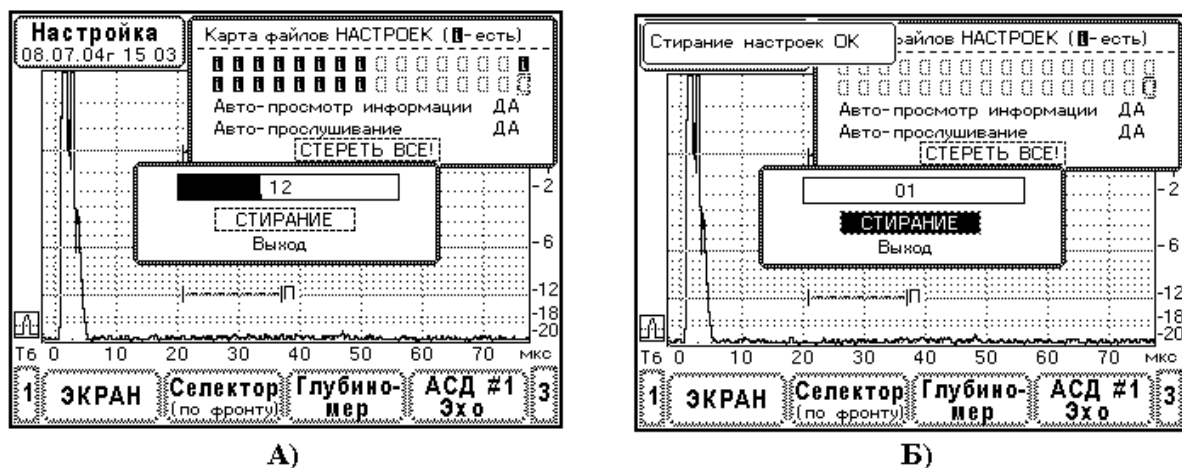 Настройка
08.07.04г 15 03
Карта файлов НАСТРОЕК ( -есть)
Авто-просмотр информации ДА
Авто-прослушивание ДА
СТЕРЕТЬ ВСЕ!
12
СТИРАНИЕ
Выход
П
-2
-6
-12
-18
-20
Т6 0 10 20 30 40 50 60 70 мкс
1 ЭКРАН Селектор (по фронту) Глубино-мер АСД #1 Эхо 3
А)
Стирание настроек ОК
файлов НАСТРОЕК ( -есть)
Авто-просмотр информации ДА
Авто-прослушивание ДА
СТЕРЕТЬ ВСЕ!
01
СТИРАНИЕ
Выход
П
-2
-6
-12
-18
-20
Т6 0 10 20 30 40 50 60 70 мкс
1 ЭКРАН Селектор (по фронту) Глубино-мер АСД #1 Эхо 3
Б)